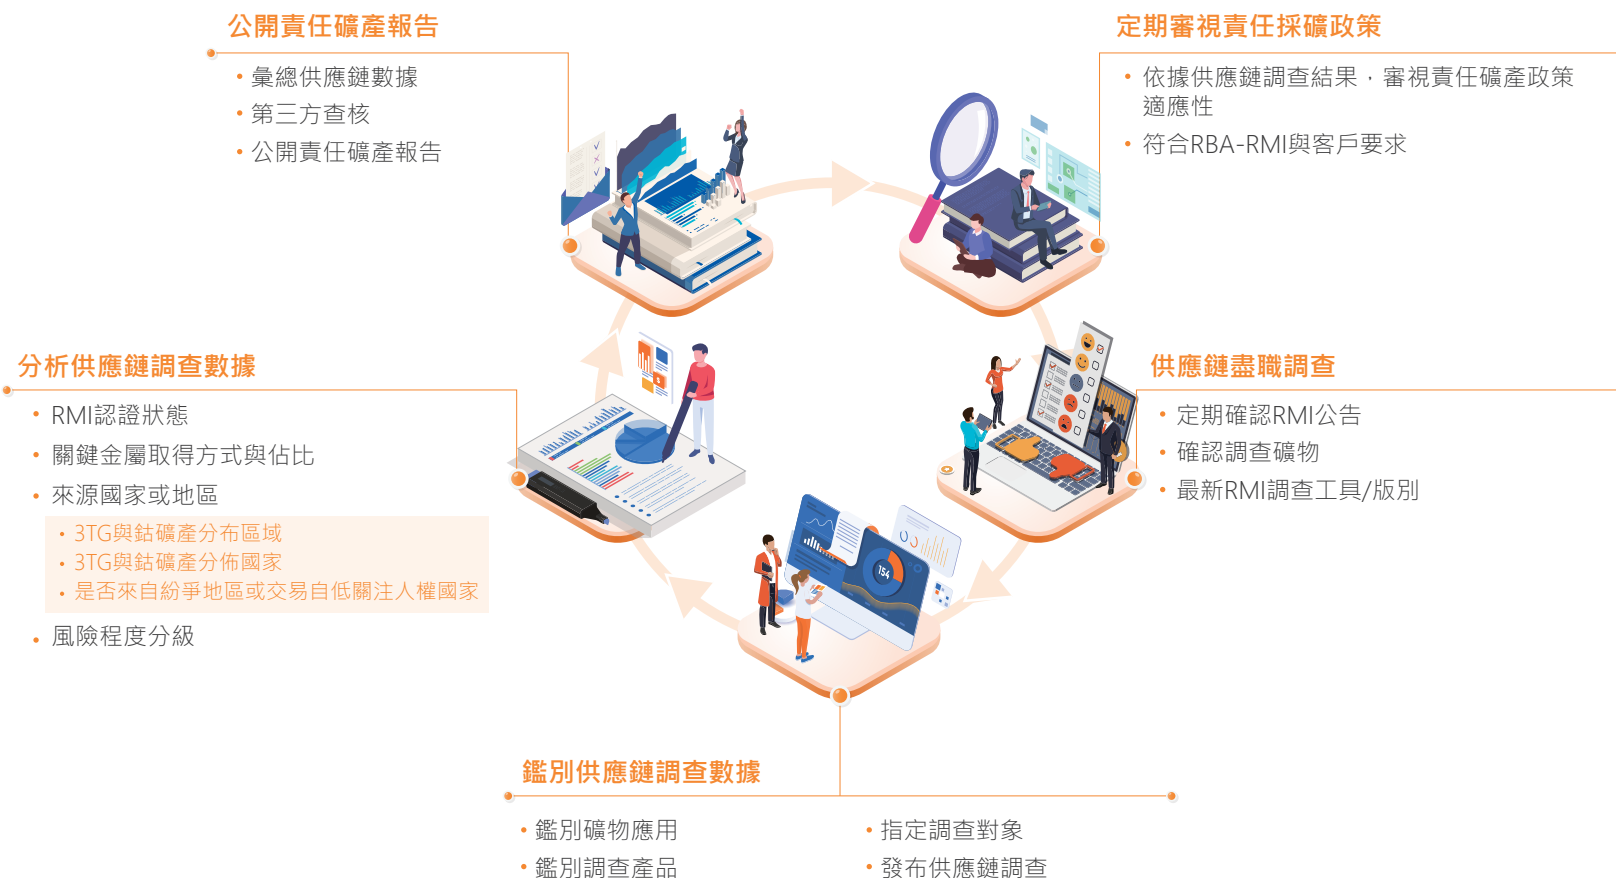 公開責任礦產報告
• 彙總供應鏈數據
• 第三方查核
• 公開責任礦產報告
定期審視責任採礦政策
• 依據供應鏈調查結果，審視責任礦產政策
適應性
• 符合RBA-RMI與客戶要求
分析供應鏈調查數據
• RMI認證狀態
• 關鍵金屬取得方式與佔比
• 來源國家或地區
• 3TG與鈷礦產分布區域
• 3TG與鈷礦產分佈國家
• 是否來自紛爭地區或交易自低關注人權國家
• 風險程度分級
供應鏈盡職調查
• 定期確認RMI公告
• 確認調查礦物
• 最新RMI調查工具/版別
154
鑑別供應鏈調查數據
• 鑑別礦物應用
• 鑑別調查產品
• 指定調查對象
• 發布供應鏈調查